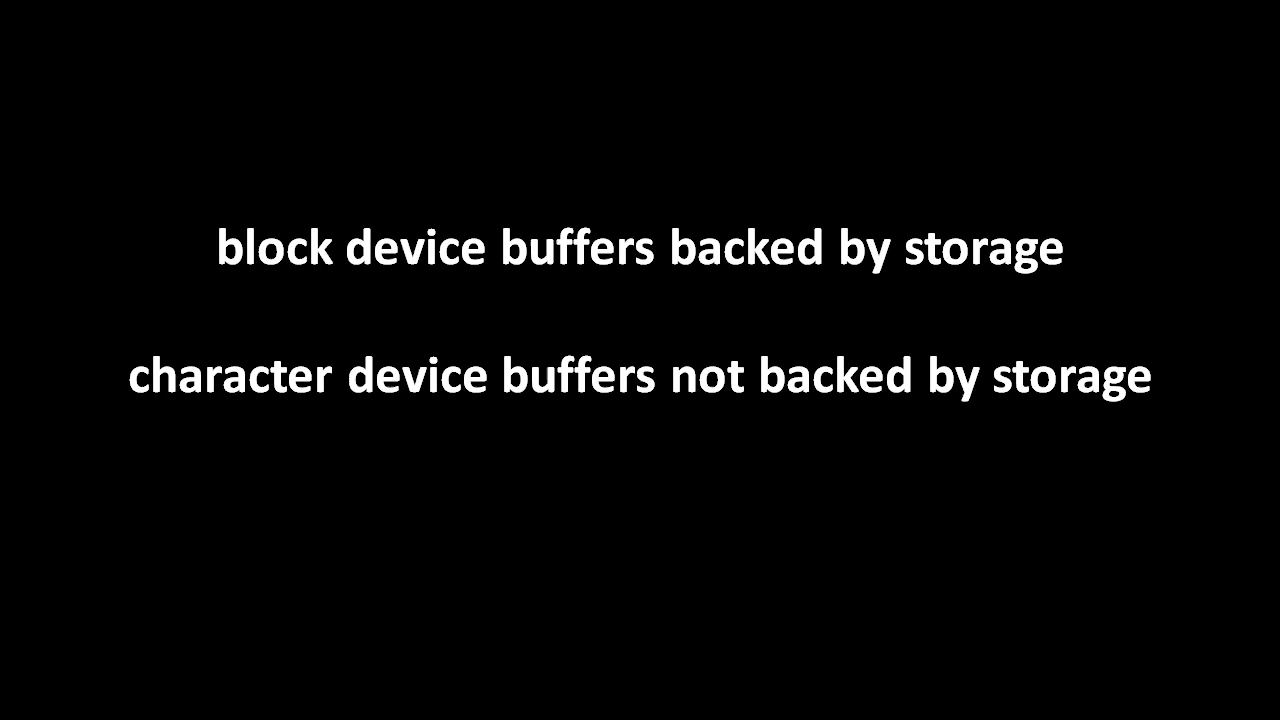 block device buffers backed by storage
character device buffers not backed by storage